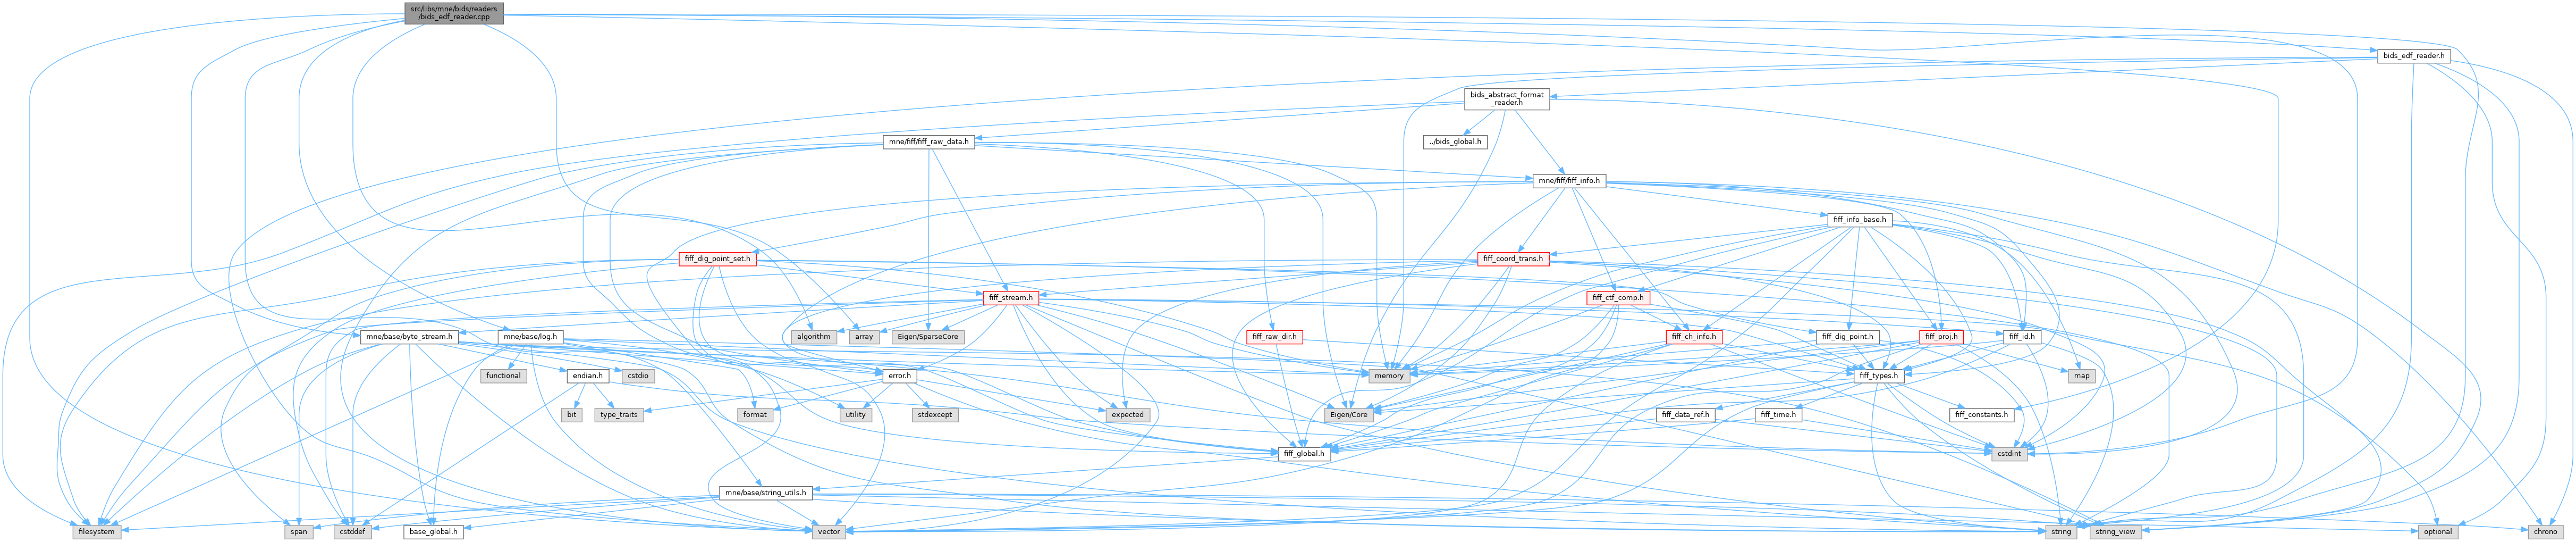 src/libs/mne/bids/readers
/bids_edf_reader.cpp
bids_edf_reader.h
bids_abstract_format
_reader.h
mne/fiff/fiff_raw_data.h
../bids_global.h
mne/fiff/fiff_info.h
fiff_info_base.h
fiff_dig_point_set.h
fiff_coord_trans.h
fiff_stream.h
fiff_ctf_comp.h
mne/base/byte_stream.h
mne/base/log.h
algorithm
array
Eigen/SparseCore
fiff_raw_dir.h
fiff_ch_info.h
fiff_dig_point.h
fiff_proj.h
fiff_id.h
functional
endian.h
cstdio
error.h
memory
fiff_types.h
map
bit
type_traits
format
utility
stdexcept
expected
Eigen/Core
fiff_data_ref.h
fiff_time.h
fiff_constants.h
fiff_global.h
cstdint
mne/base/string_utils.h
filesystem
span
cstddef
base_global.h
vector
string
string_view
optional
chrono